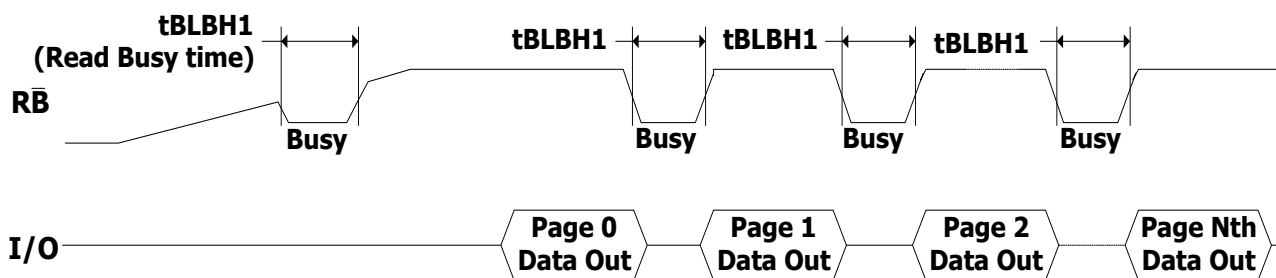 tBLBH1
(Read Busy time)
tBLBH1
tBLBH1
tBLBH1
RB̅
Busy
Busy
Busy
Busy
I/O
Page 0
Data Out
Page 1
Data Out
Page 2
Data Out
Page Nth
Data Out